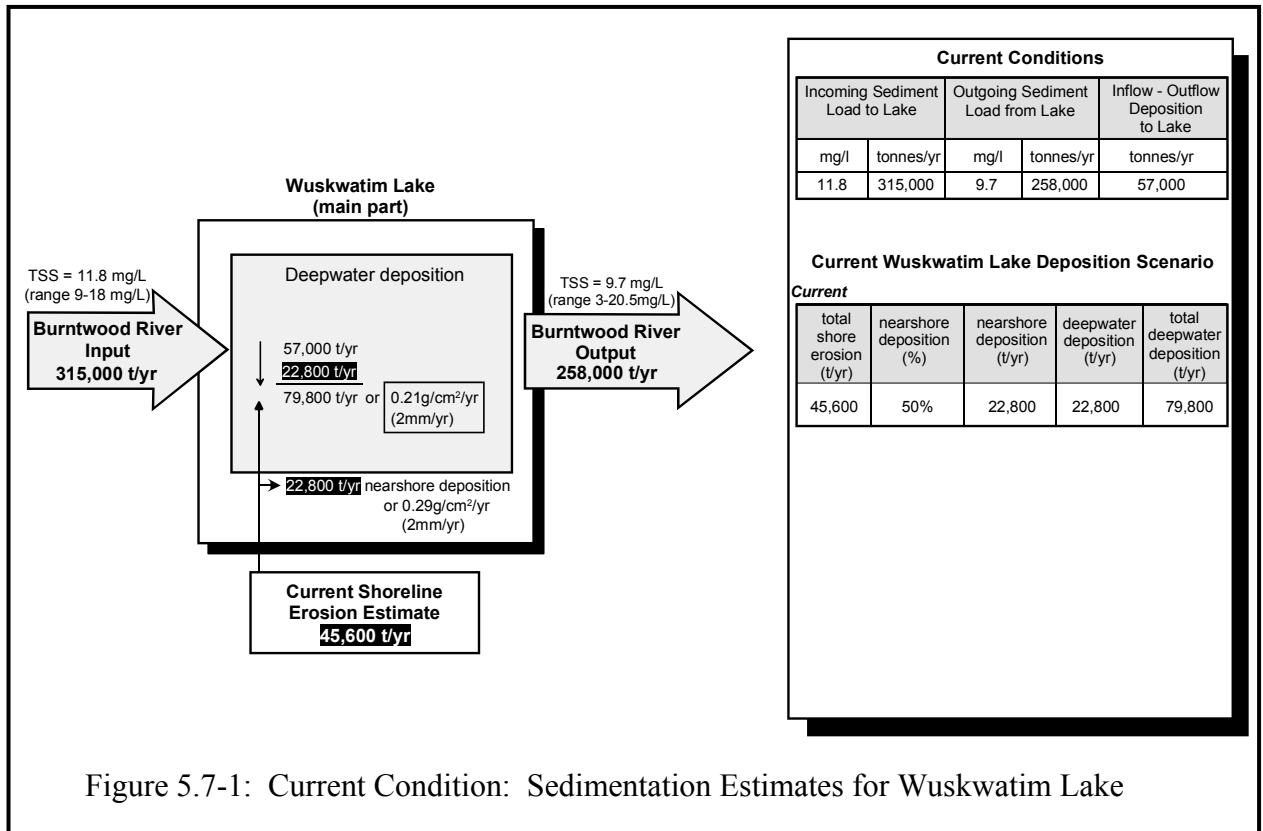 Wuskwatim Lake
(main part)
TSS = 11.8 mg/L
(range 9-18 mg/L)
Burntwood River
Input
315,000 t/yr
Deepwater deposition
57,000 t/yr
22,800 t/yr
79,800 t/yr or 0.21g/cm²/yr
(2mm/yr)
22,800 t/yr nearshore deposition
or 0.29g/cm²/yr
(2mm/yr)
Current Shoreline
Erosion Estimate
45,600 t/yr
TSS = 9.7 mg/L
(range 3-20.5mg/L)
Burntwood River
Output
258,000 t/yr
Current Conditions
Incoming Sediment Load to Lake
Outgoing Sediment Load from Lake
Inflow - Outflow Deposition to Lake
mg/l tonnes/yr mg/l tonnes/yr tonnes/yr
11.8 315,000 9.7 258,000 57,000
Current Wuskwatim Lake Deposition Scenario
Current
total shore erosion (t/yr)
nearshore deposition (%)
nearshore deposition (t/yr)
deepwater deposition (t/yr)
total deepwater deposition (t/yr)
45,600 50% 22,800 22,800 79,800
Figure 5.7-1: Current Condition: Sedimentation Estimates for Wuskwatim Lake